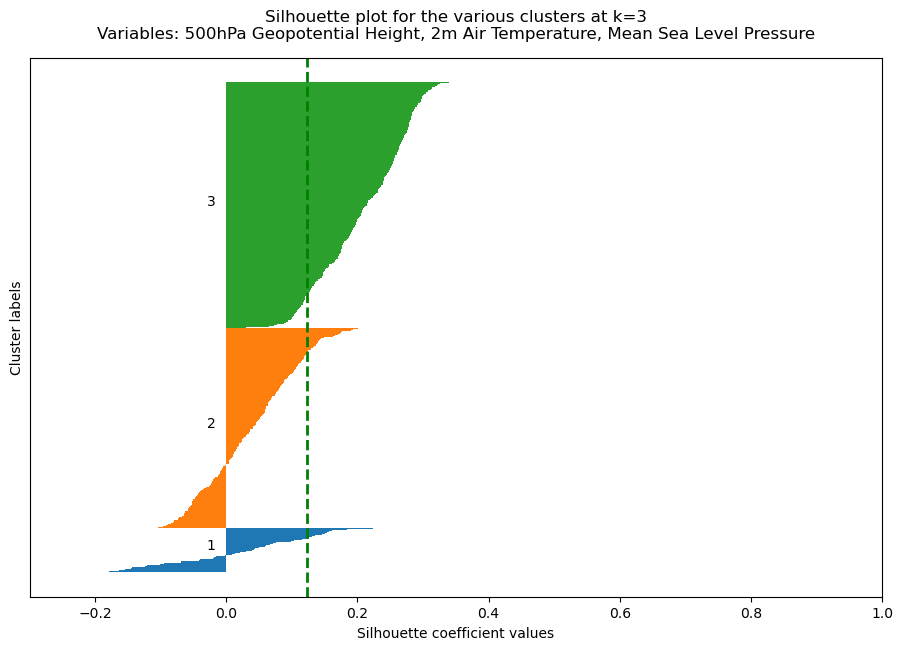 Silhouette plot for the various clusters at k=3
Variables: 500hPa Geopotential Height, 2m Air Temperature, Mean Sea Level Pressure
Cluster labels
3
2
1
−0.2 0.0 0.2 0.4 0.6 0.8 1.0
Silhouette coefficient values